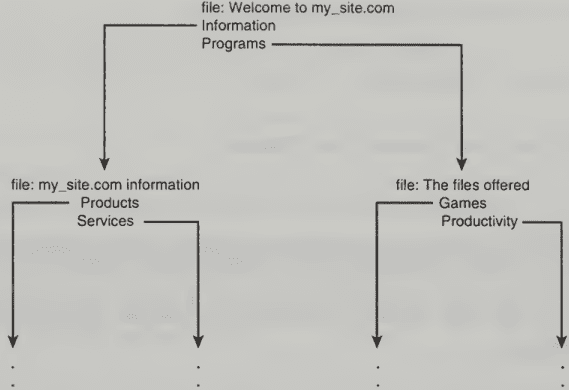 file: Welcome to my_site.com
Information
Programs
file: my_site.com information
Products
Services
file: The files offered
Games
Productivity